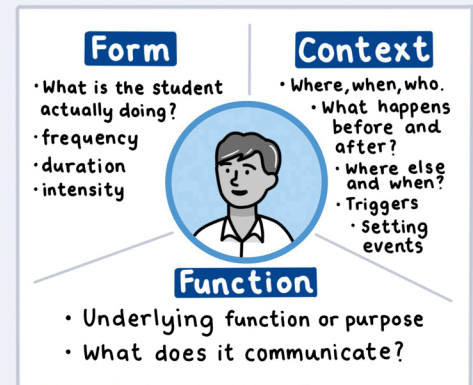 Form
• What is the student
actually doing?
• frequency
• duration
• intensity
Context
• Where, when, who.
• What happens
before and
after?
• Where else
and when?
• Triggers
• Setting
events
Function
• Underlying function or purpose
• What does it communicate?